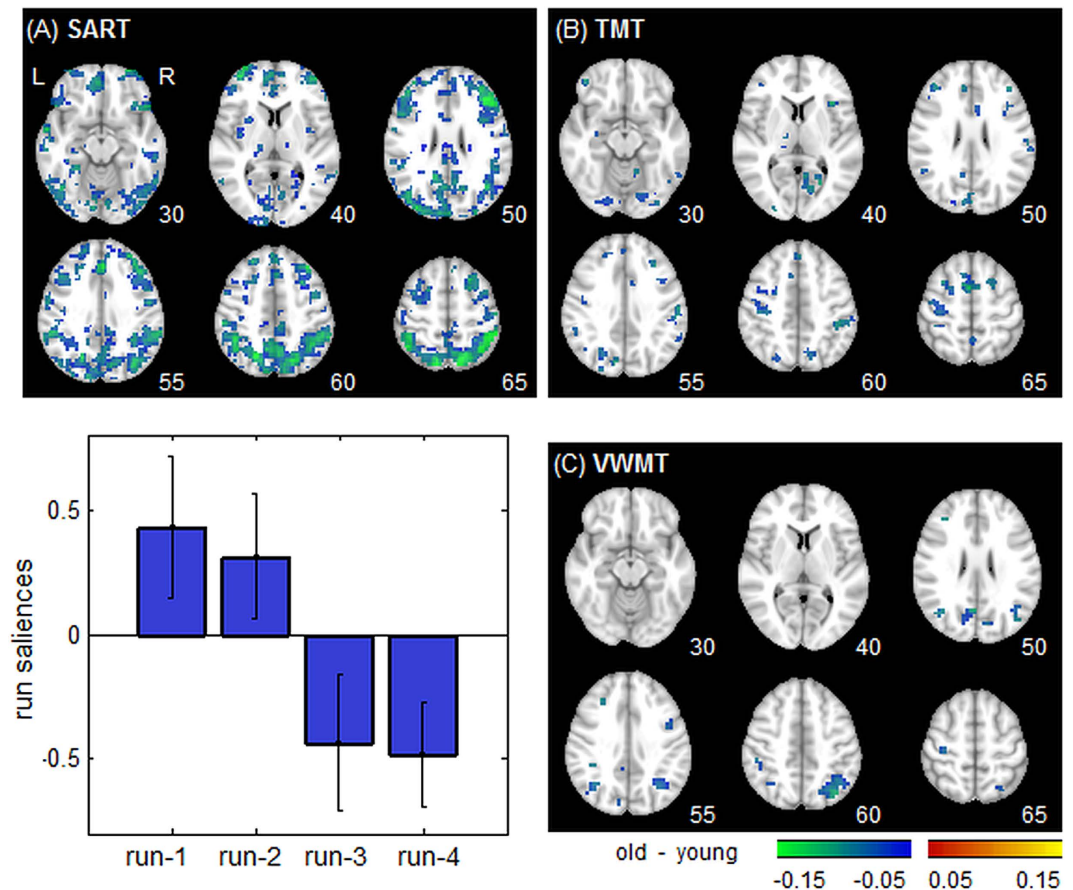 (A) SART
L R
30 40 50
55 60 65
(B) TMT
30 40 50
55 60 65
0.5
0
-0.5
run saliences
run-1 run-2 run-3 run-4
(C) VWMT
30 40 50
55 60 65
old - young
-0.15 -0.05 0.05 0.15